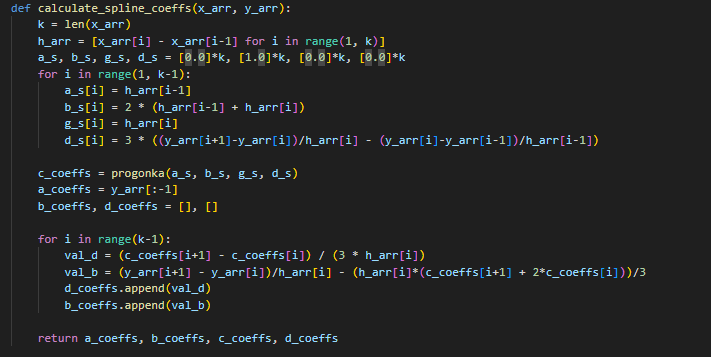 def calculate_spline_coeffs(x_arr, y_arr):
    k = len(x_arr)
    h_arr = [x_arr[i] - x_arr[i-1] for i in range(1, k)]
    a_s, b_s, g_s, d_s = [0.0]*k, [1.0]*k, [0.0]*k, [0.0]*k
    for i in range(1, k-1):
        a_s[i] = h_arr[i-1]
        b_s[i] = 2 * (h_arr[i-1] + h_arr[i])
        g_s[i] = h_arr[i]
        d_s[i] = 3 * ((y_arr[i+1]-y_arr[i])/h_arr[i] - (y_arr[i]-y_arr[i-1])/h_arr[i-1])

    c_coeffs = progonka(a_s, b_s, g_s, d_s)
    a_coeffs = y_arr[:-1]
    b_coeffs, d_coeffs = [], []

    for i in range(k-1):
        val_d = (c_coeffs[i+1] - c_coeffs[i]) / (3 * h_arr[i])
        val_b = (y_arr[i+1] - y_arr[i])/h_arr[i] - (h_arr[i]*(c_coeffs[i+1] + 2*c_coeffs[i]))/3
        d_coeffs.append(val_d)
        b_coeffs.append(val_b)

    return a_coeffs, b_coeffs, c_coeffs, d_coeffs